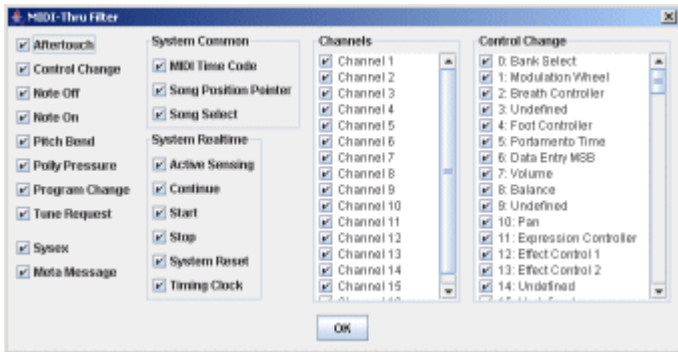 MIDI-Thru Filter
Aftertouch
Control Change
Note Off
Note On
Pitch Bend
Polly Pressure
Program Change
Tune Request
Sysex
Meta Message
System Common
MIDI Time Code
Song Position Pointer
Song Select
System Realtime
Active Sensing
Continue
Start
Stop
System Reset
Timing Clock
Channels
Channel 1
Channel 2
Channel 3
Channel 4
Channel 5
Channel 6
Channel 7
Channel 8
Channel 9
Channel 10
Channel 11
Channel 12
Channel 13
Channel 14
Channel 15
Control Change
0: Bank Select
1: Modulation Wheel
2: Breath Controller
3: Undefined
4: Foot Controller
5: Portamento Time
6: Data Entry MSB
7: Volume
8: Balance
9: Undefined
10: Pan
11: Expression Controller
12: Effect Control 1
13: Effect Control 2
14: Undefined
OK